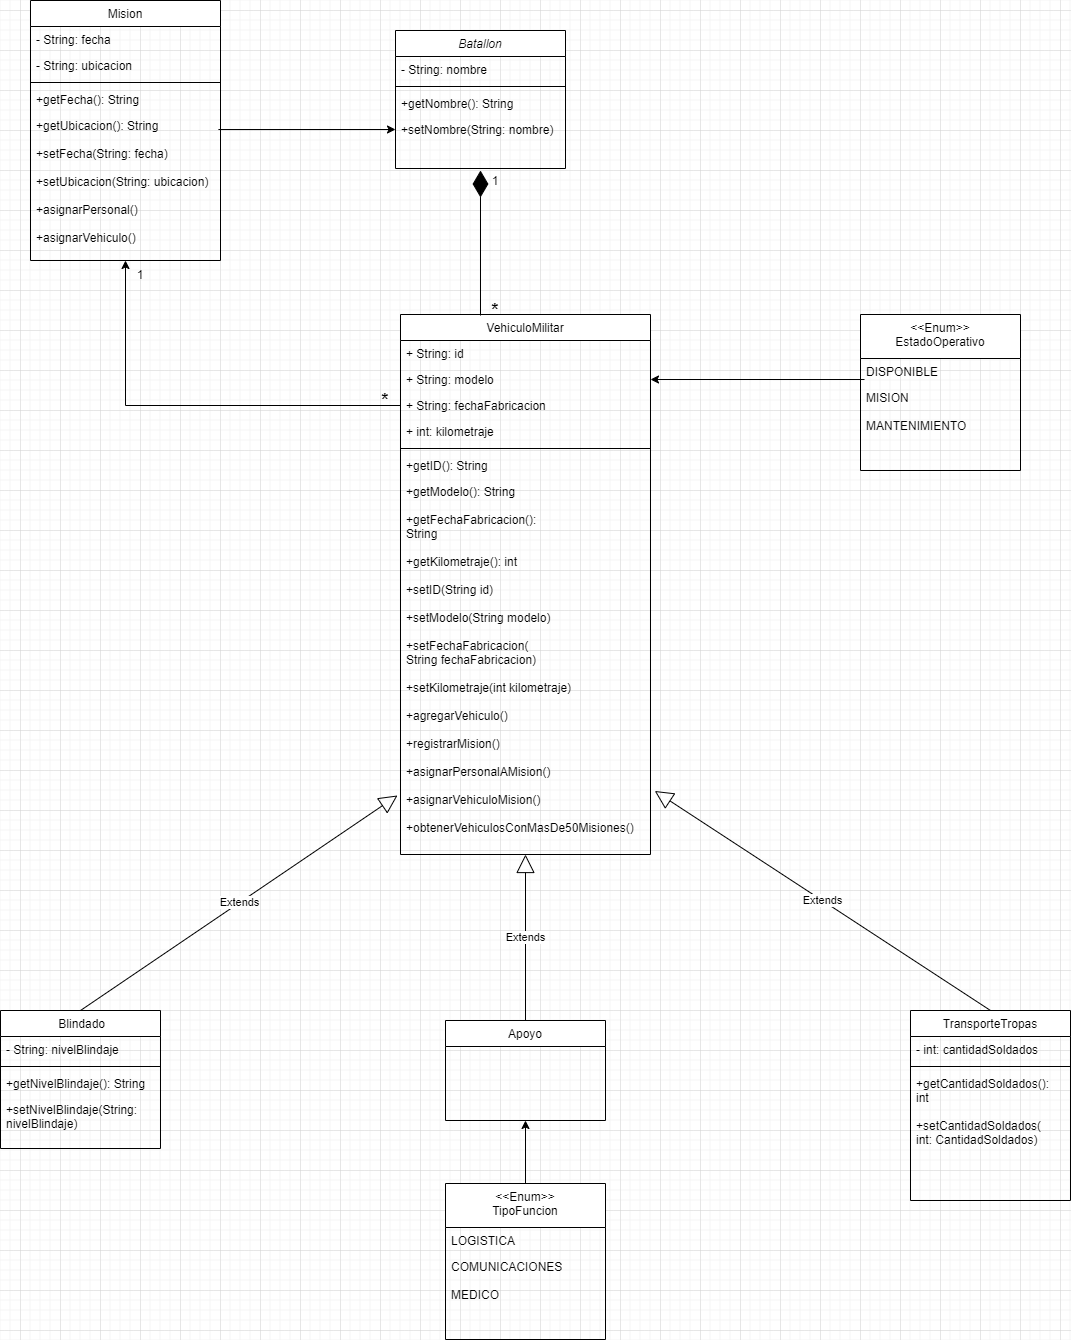 Mision
- String: fecha
- String: ubicacion
+getFecha(): String
+getUbicacion(): String
+setFecha(String: fecha)
+setUbicacion(String: ubicacion)
+asignarPersonal()
+asignarVehiculo()
1
Batallon
- String: nombre
+getNombre(): String
+setNombre(String: nombre)
1
*
*
VehiculoMilitar
+ String: id
+ String: modelo
+ String: fechaFabricacion
+ int: kilometraje
+getID(): String
+getModelo(): String
+getFechaFabricacion():
String
+getKilometraje(): int
+setID(String id)
+setModelo(String modelo)
+setFechaFabricacion(
String fechaFabricacion)
+setKilometraje(int kilometraje)
+agregarVehiculo()
+registrarMision()
+asignarPersonalAMision()
+asignarVehiculoMision()
+obtenerVehiculosConMasDe50Misiones()
<<Enum>>
EstadoOperativo
DISPONIBLE
MISION
MANTENIMIENTO
Extends
Extends
Extends
Blindado
- String: nivelBlindaje
+getNivelBlindaje(): String
+setNivelBlindaje(String:
nivelBlindaje)
Apoyo
TransporteTropas
- int: cantidadSoldados
+getCantidadSoldados():
int
+setCantidadSoldados(
int: CantidadSoldados)
<<Enum>>
TipoFuncion
LOGISTICA
COMUNICACIONES
MEDICO